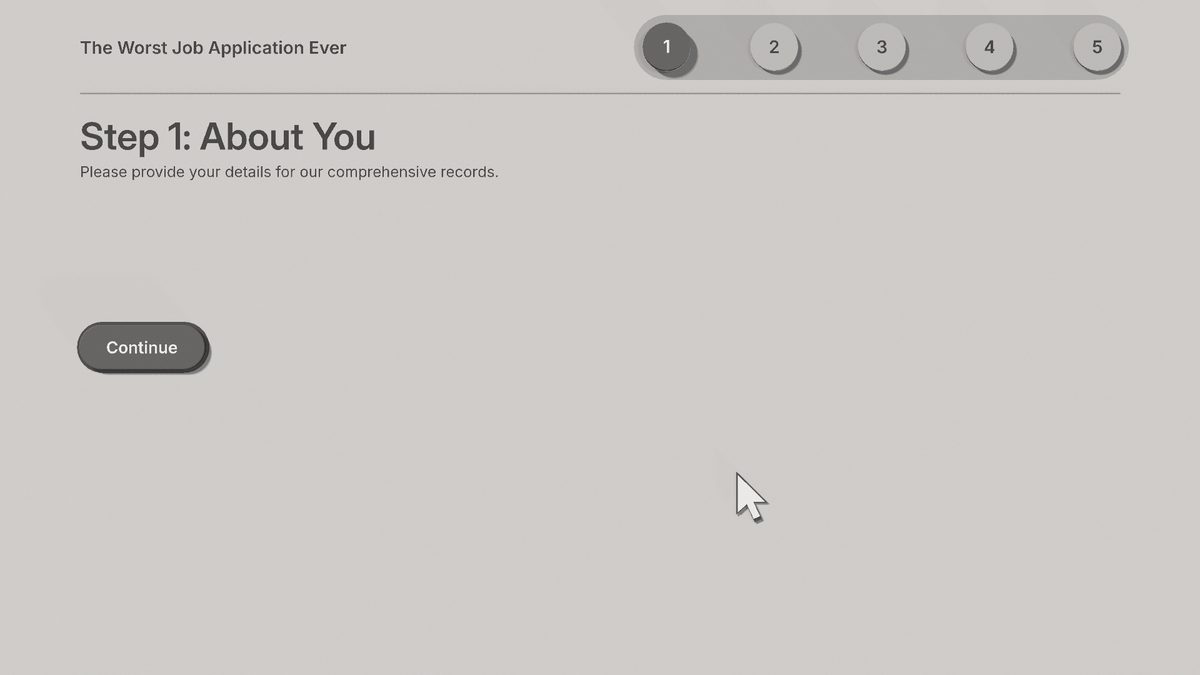 The Worst Job Application Ever
1 2 3 4 5
Step 1: About You
Please provide your details for our comprehensive records.
Continue